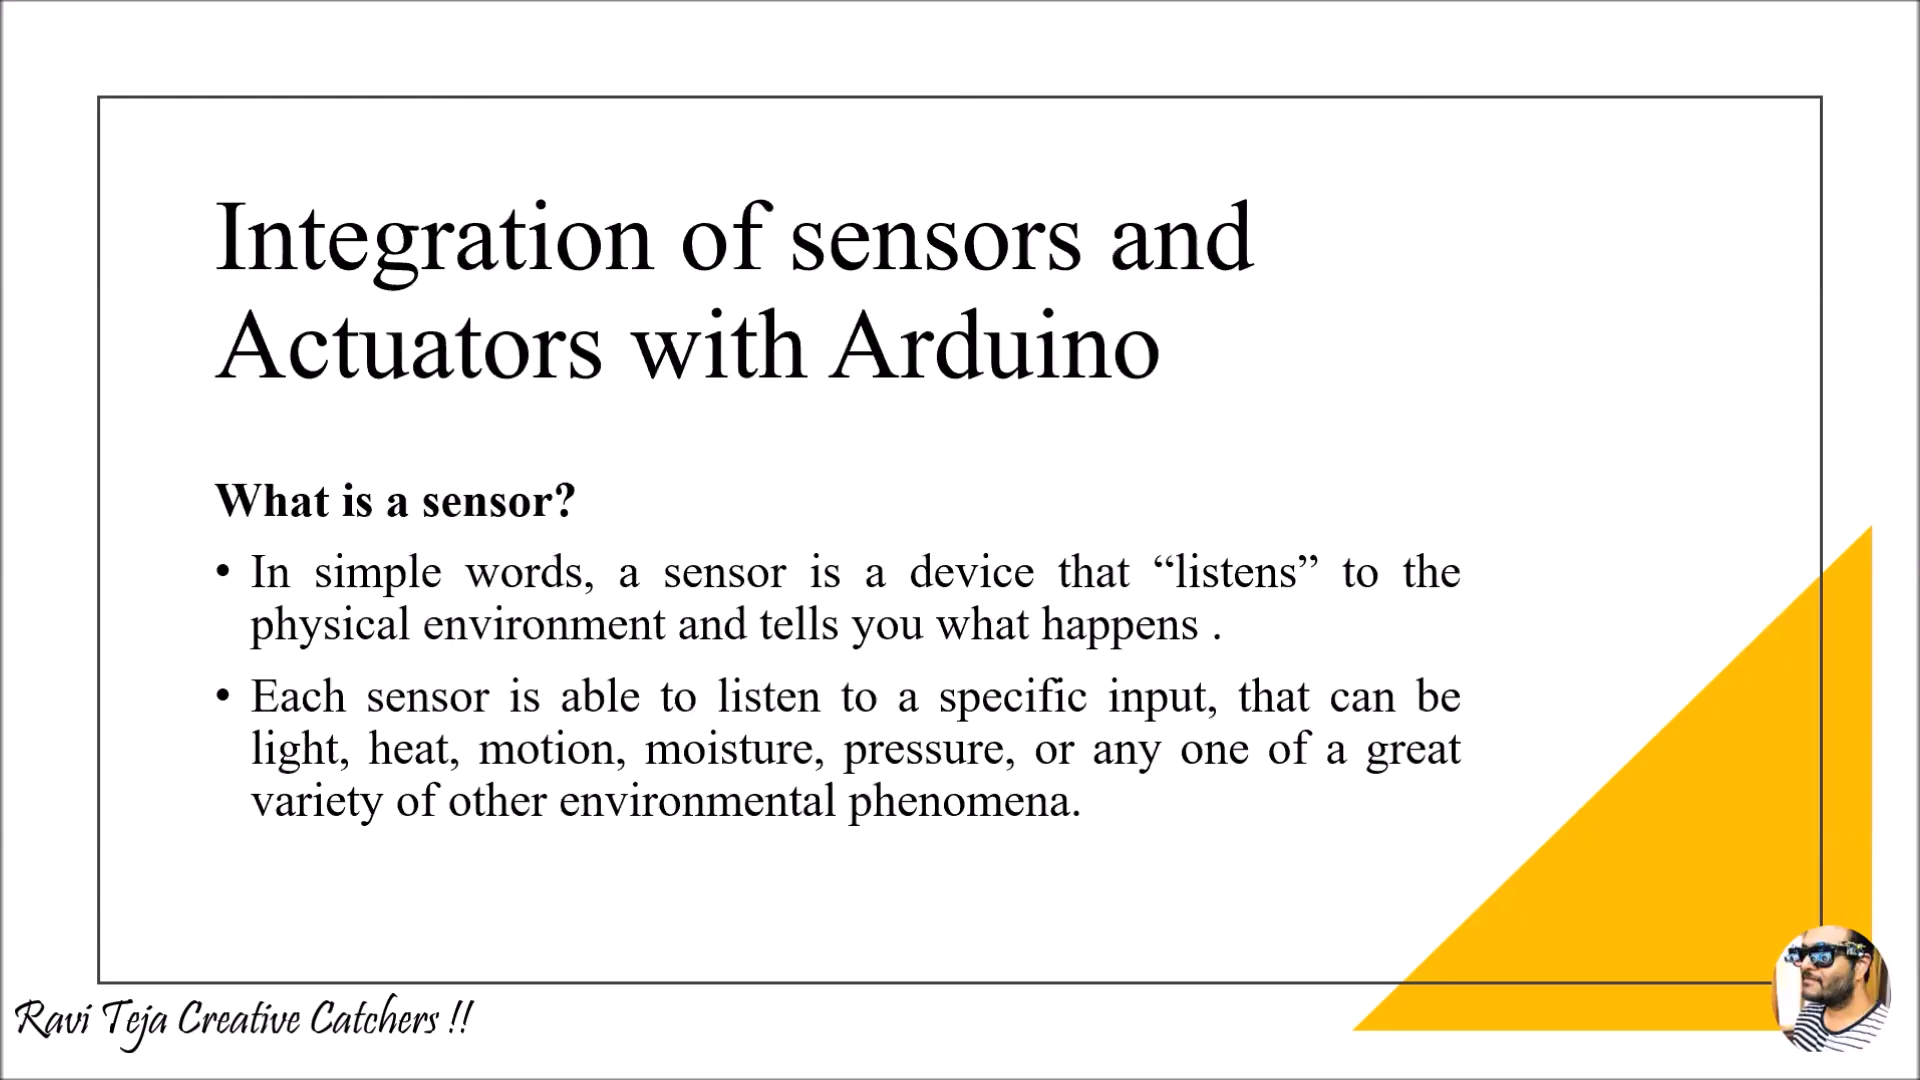 Integration of sensors and
Actuators with Arduino
What is a sensor?
• In simple words, a sensor is a device that “listens” to the
physical environment and tells you what happens .
• Each sensor is able to listen to a specific input, that can be
light, heat, motion, moisture, pressure, or any one of a great
variety of other environmental phenomena.
Ravi Teja Creative Catchers !!